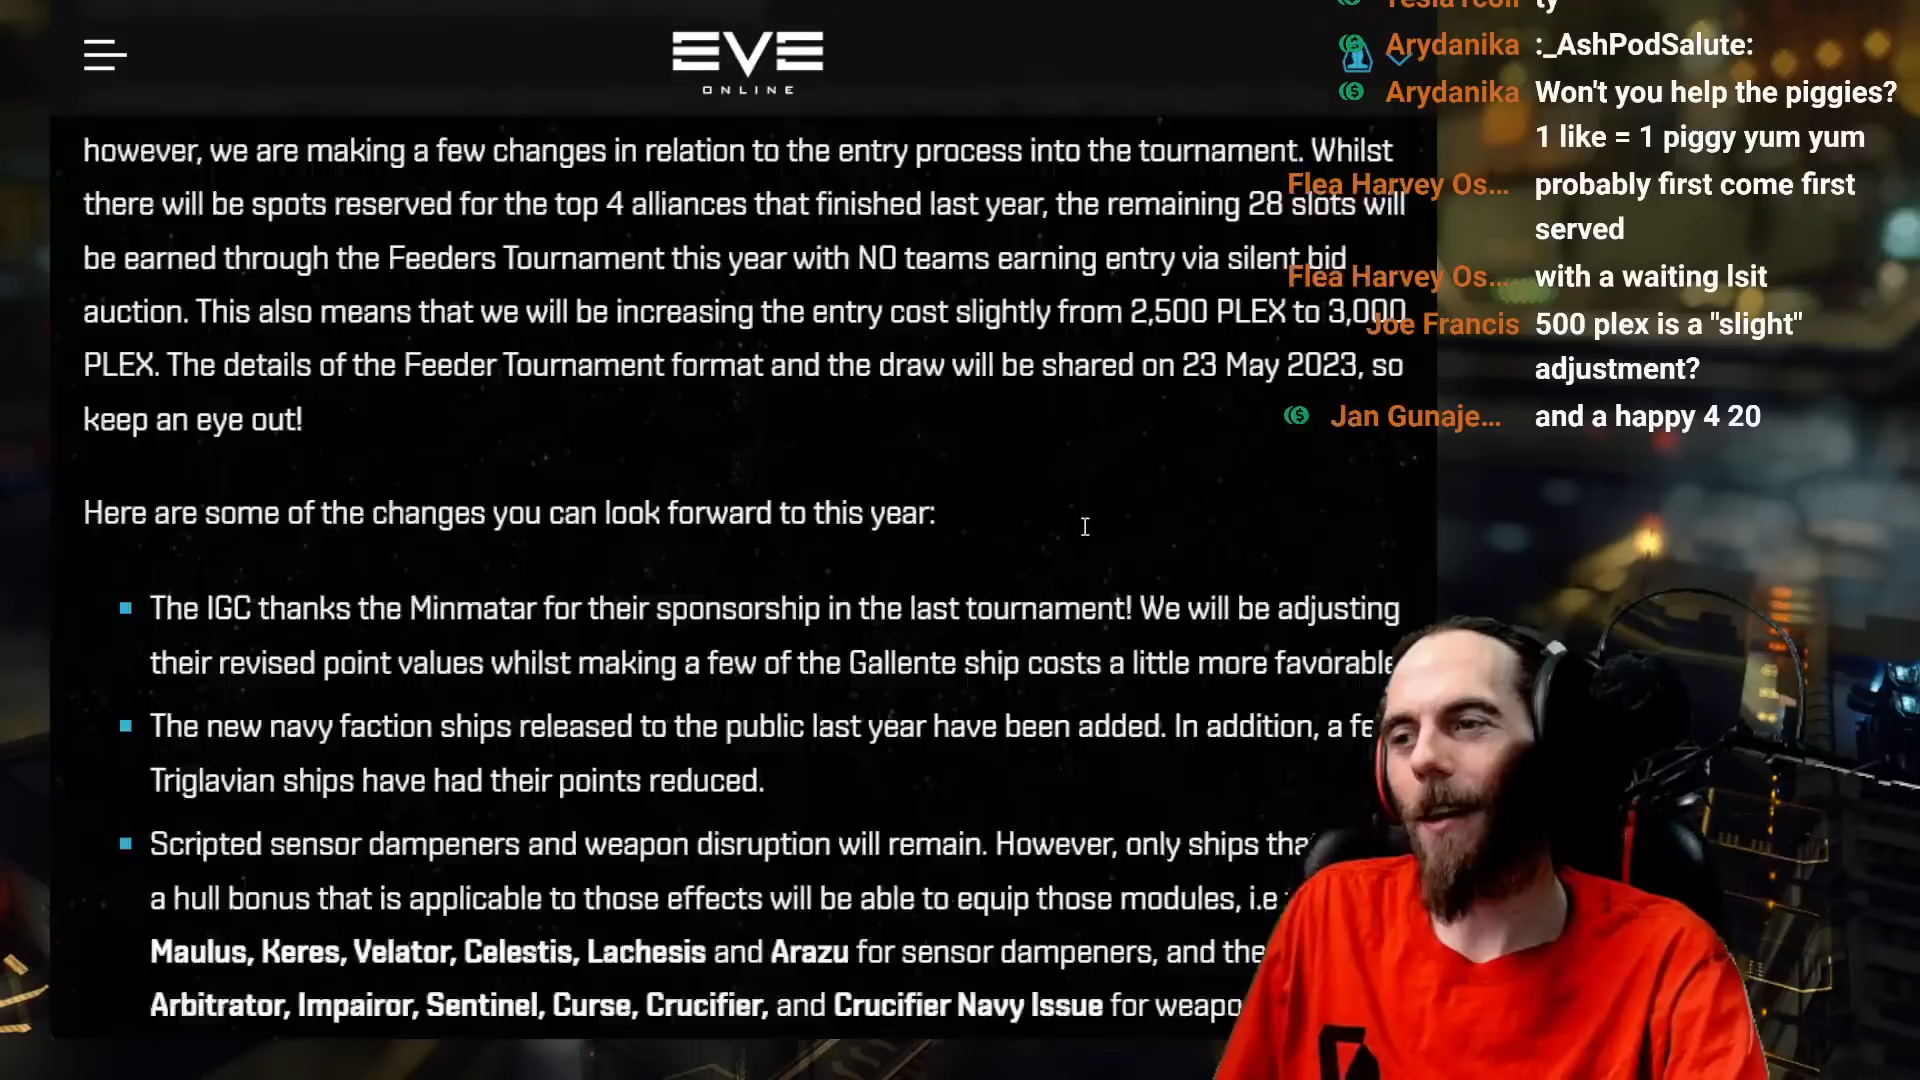 EVE
ONLINE
however, we are making a few changes in relation to the entry process into the tournament. Whilst
there will be spots reserved for the top 4 alliances that finished last year, the remaining 28 slots will
be earned through the Feeders Tournament this year with NO teams earning entry via silent bid
auction. This also means that we will be increasing the entry cost slightly from 2,500 PLEX to 3,000
PLEX. The details of the Feeder Tournament format and the draw will be shared on 23 May 2023, so
keep an eye out!
Here are some of the changes you can look forward to this year:
The IGC thanks the Minmatar for their sponsorship in the last tournament! We will be adjusting
their revised point values whilst making a few of the Gallente ship costs a little more favorable
The new navy faction ships released to the public last year have been added. In addition, a
Triglavian ships have had their points reduced.
Scripted sensor dampeners and weapon disruption will remain. However, only ships
a hull bonus that is applicable to those effects will be able to equip those modules, i.e
Maulus, Keres, Velator, Celestis, Lachesis and Arazu for sensor dampeners, and the
Arbitrator, Impairor, Sentinel, Curse, Crucifier, and Crucifier Navy Issue for
ty
Arydanika :_AshPodSalute:
Arydanika Won't you help the piggies?
1 like = 1 piggy yum yum
Flea Harvey Os... probably first come first
served
Flea Harvey Os... with a waiting lsit
Joe Francis 500 plex is a "slight"
adjustment?
Jan Gunaje... and a happy 4 20